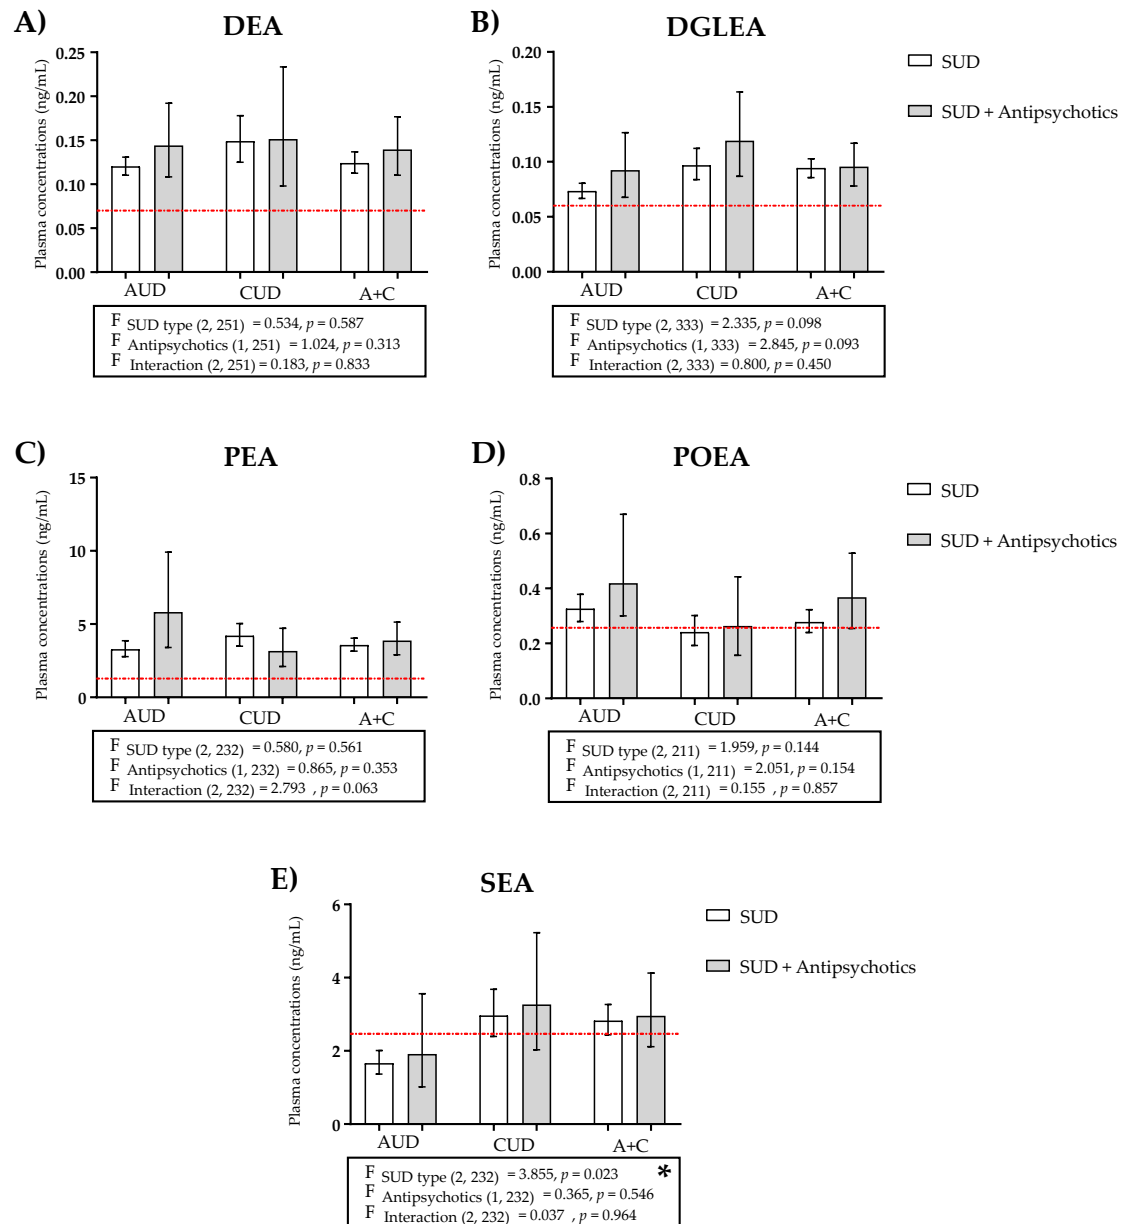 A)
DEA
Plasma concentrations (ng/mL)
0.25
0.20
0.15
0.10
0.05
0.00
AUD
CUD
A+C
F SUD type (2, 251) = 0.534, p = 0.587
F Antipsychotics (1, 251) = 1.024, p = 0.313
F Interaction (2, 251) = 0.183, p = 0.833
B)
DGLEA
Plasma concentrations (ng/mL)
0.20
0.15
0.10
0.05
0.00
AUD
CUD
A+C
F SUD type (2, 333) = 2.335, p = 0.098
F Antipsychotics (1, 333) = 2.845, p = 0.093
F Interaction (2, 333) = 0.800, p = 0.450
SUD
SUD + Antipsychotics
C)
PEA
Plasma concentrations (ng/mL)
15
10
5
0
AUD
CUD
A+C
F SUD type (2, 232) = 0.580, p = 0.561
F Antipsychotics (1, 232) = 0.865, p = 0.353
F Interaction (2, 232) = 2.793 , p = 0.063
D)
POEA
Plasma concentrations (ng/mL)
0.8
0.6
0.4
0.2
0.0
AUD
CUD
A+C
F SUD type (2, 211) = 1.959, p = 0.144
F Antipsychotics (1, 211) = 2.051, p = 0.154
F Interaction (2, 211) = 0.155 , p = 0.857
SUD
SUD + Antipsychotics
E)
SEA
Plasma concentrations (ng/mL)
6
4
2
0
AUD
CUD
A+C
F SUD type (2, 232) = 3.855, p = 0.023 *
F Antipsychotics (1, 232) = 0.365, p = 0.546
F Interaction (2, 232) = 0.037 , p = 0.964
SUD
SUD + Antipsychotics